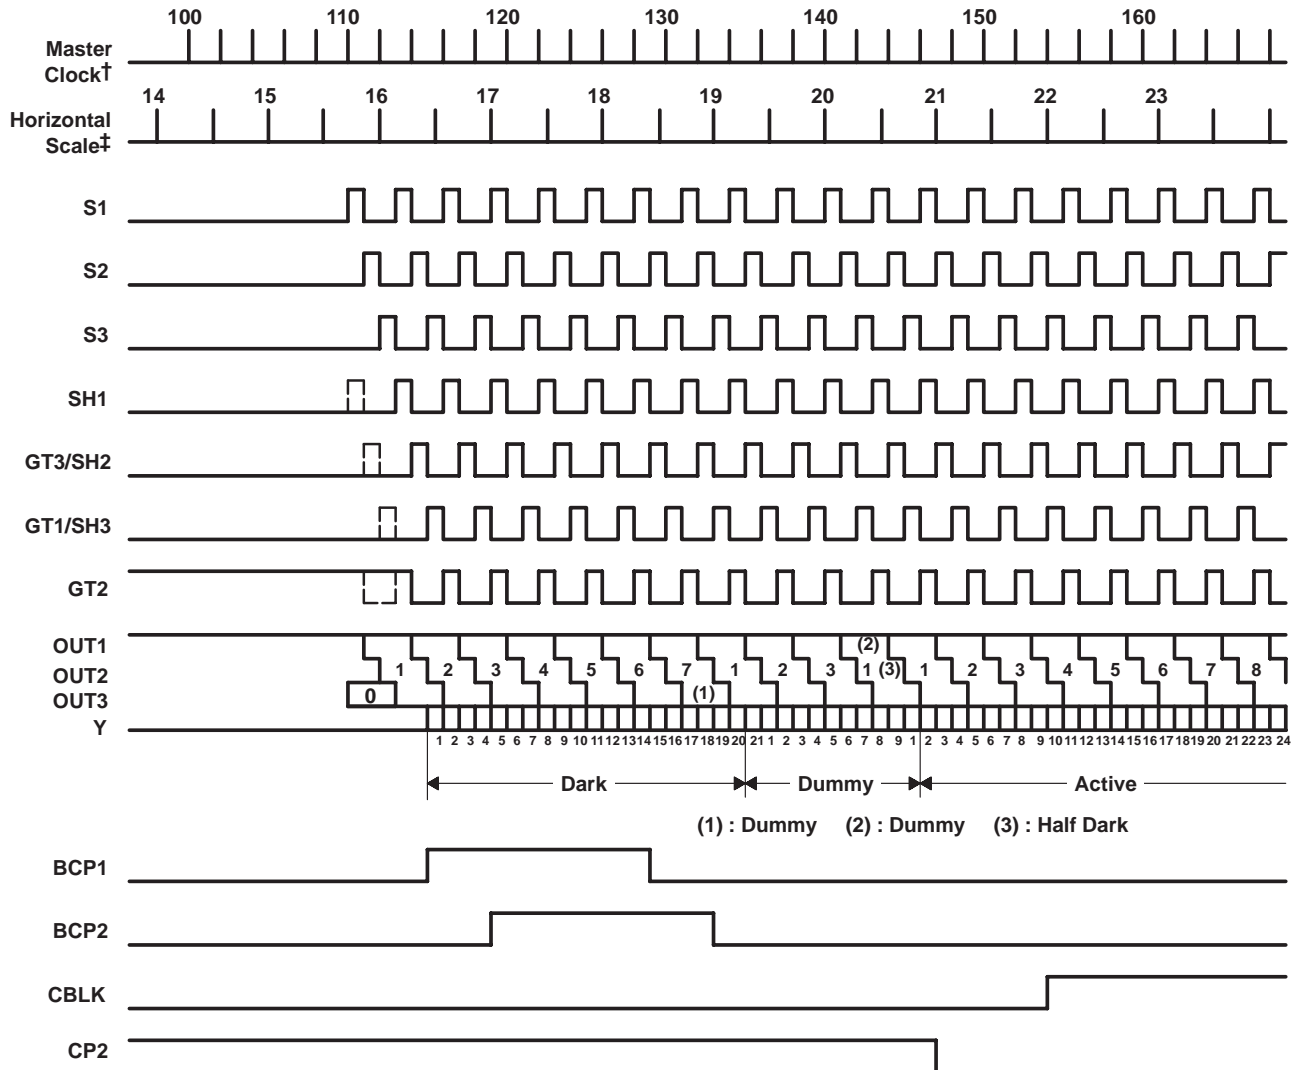 100 110 120 130 140 150 160
Master
Clock†
14 15 16 17 18 19 20 21 22 23
Horizontal
Scale‡
S1
S2
S3
SH1
GT3/SH2
GT1/SH3
GT2
OUT1 (2)
OUT2 1 2 3 4 5 6 7 1 2 3 1 (3) 1 2 3 4 5 6 7 8
OUT3 0 (1)
Y
1 2 3 4 5 6 7 8 9 10 11 12 13 14 15 16 17 18 19 20 21 1 2 3 4 5 6 7 8 9 1 2 3 4 5 6 7 8 9 10 11 12 13 14 15 16 17 18 19 20 21 22 23 24
Dark Dummy Active
(1) : Dummy (2) : Dummy (3) : Half Dark
BCP1
BCP2
CBLK
CP2